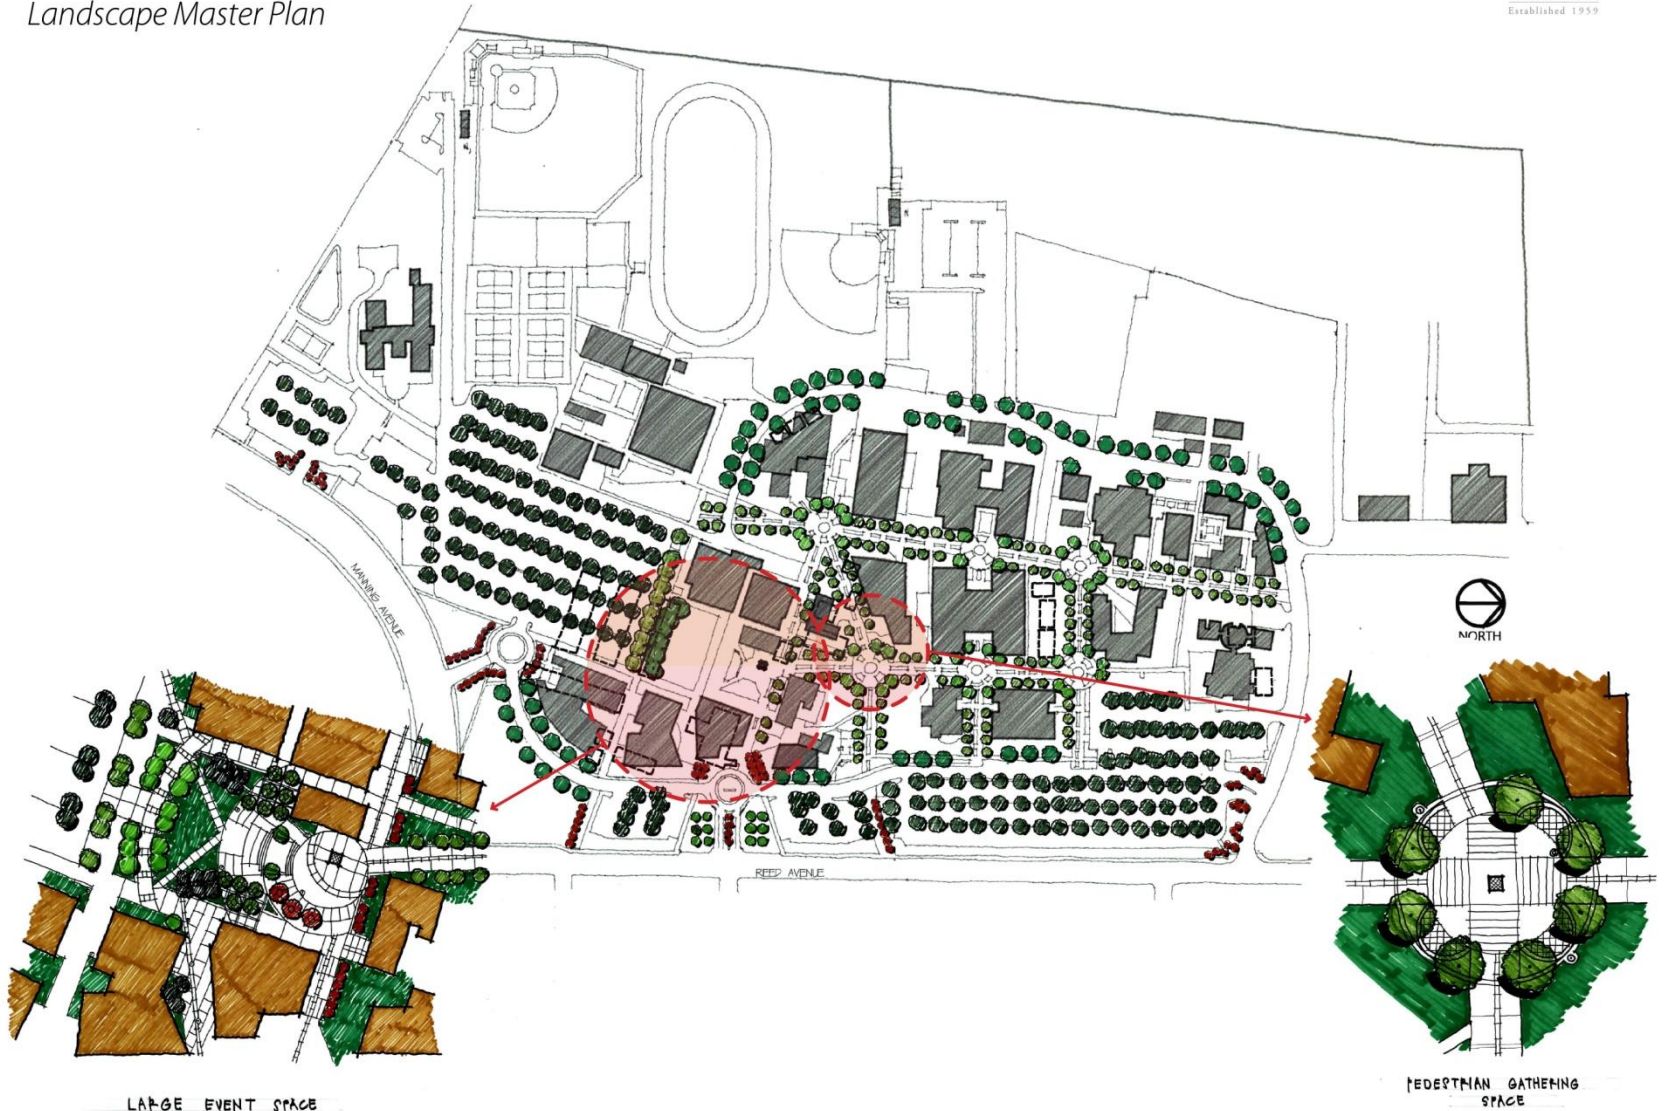 Landscape Master Plan
Established 1959
MANNING AVENUE
NORTH
REED AVENUE
LARGE EVENT SPACE
PEDESTRIAN GATHERING
SPACE